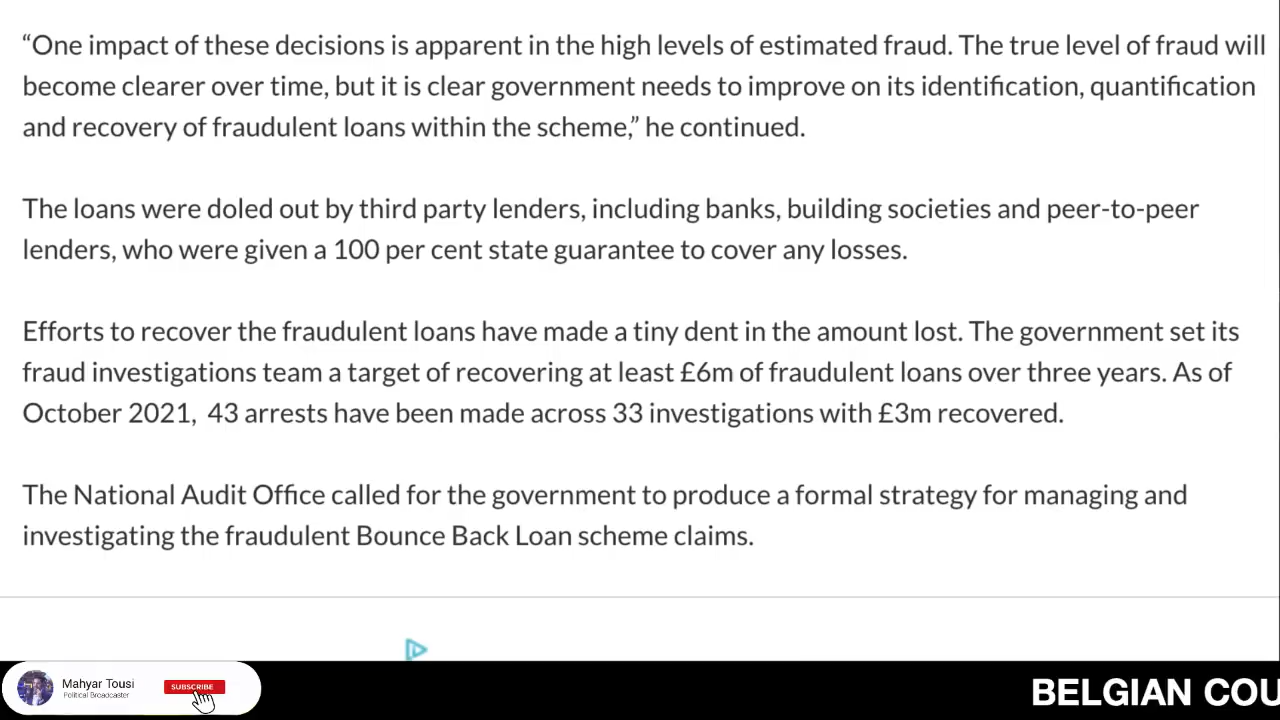 “One impact of these decisions is apparent in the high levels of estimated fraud. The true level of fraud will
become clearer over time, but it is clear government needs to improve on its identification, quantification
and recovery of fraudulent loans within the scheme,” he continued.
The loans were doled out by third party lenders, including banks, building societies and peer-to-peer
lenders, who were given a 100 per cent state guarantee to cover any losses.
Efforts to recover the fraudulent loans have made a tiny dent in the amount lost. The government set its
fraud investigations team a target of recovering at least £6m of fraudulent loans over three years. As of
October 2021,  43 arrests have been made across 33 investigations with £3m recovered.
The National Audit Office called for the government to produce a formal strategy for managing and
investigating the fraudulent Bounce Back Loan scheme claims.
Mahyar Tousi
Political Broadcaster
SUBSCRIBE
BELGIAN COU